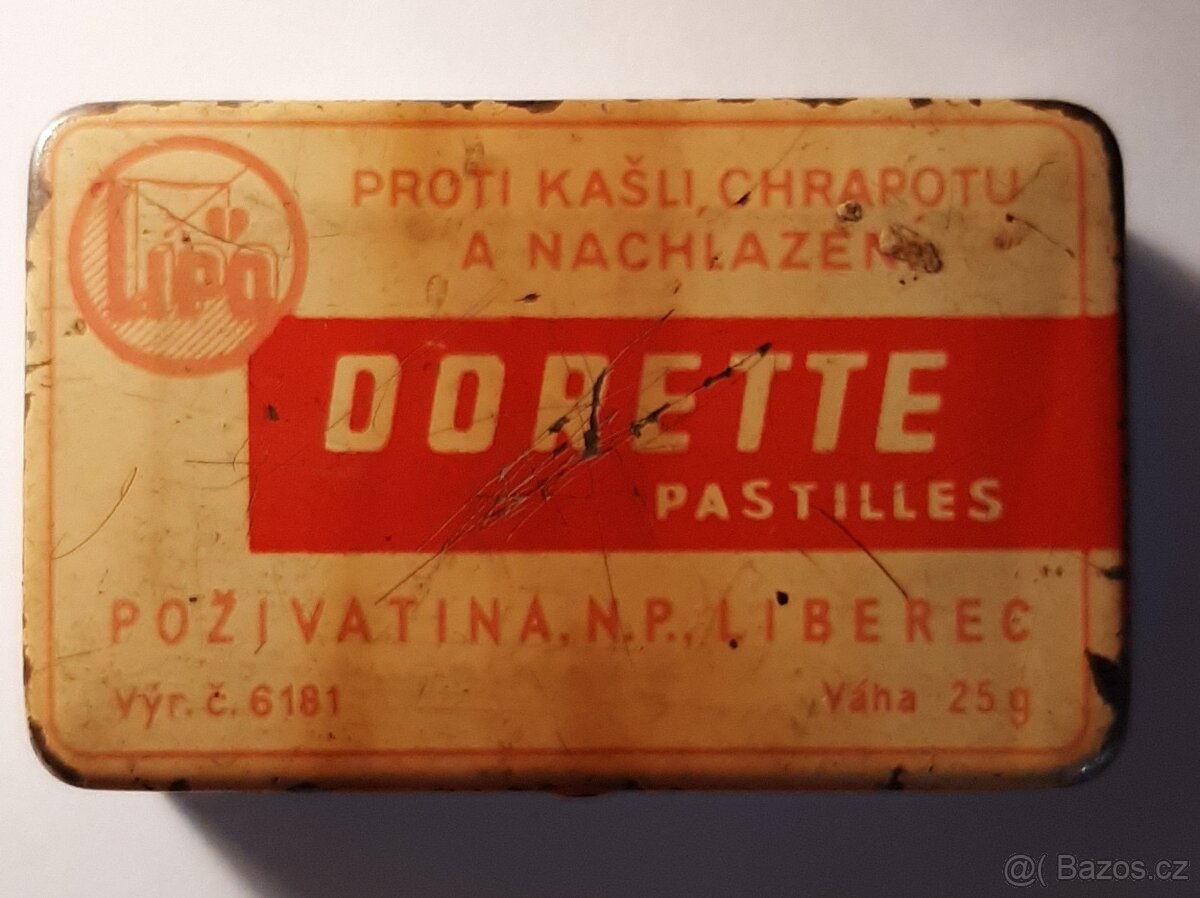 Lipo
PROTI KAŠLI, CHRAPOTU
A NACHLAZENÍ
DORETTE
PASTILLES
POŽIVATINA, N.P., LIBEREC
Výr. č. 6181
Váha 25 g
@( Bazos.cz